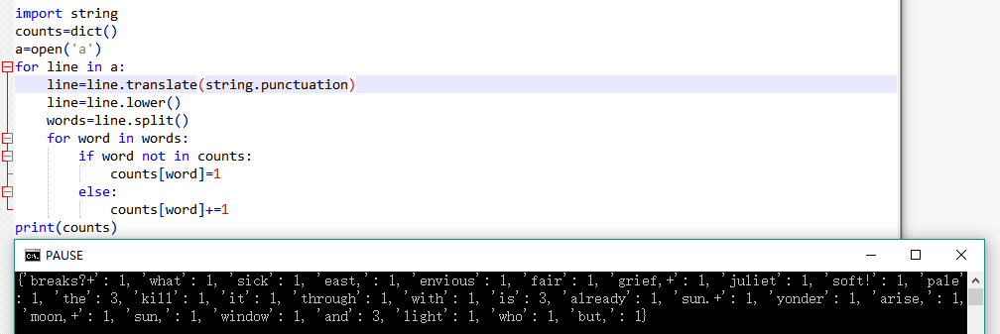 import string
counts=dict()
a=open('a')
for line in a:
line=line.translate(string.punctuation)
line=line.lower()
words=line.split()
for word in words:
if word not in counts:
counts[word]=1
else:
counts[word]+=1
print(counts)
C:\. PAUSE
{'breaks?+': 1, 'what': 1, 'sick': 1, 'east,': 1, 'envious': 1, 'fair': 1, 'grief,+': 1, 'juliet': 1, 'soft!': 1, 'pale'
: 1, 'the': 3, 'kill': 1, 'it': 1, 'through': 1, 'with': 1, 'is': 3, 'already': 1, 'sun.+': 1, 'yonder': 1, 'arise,': 1,
'moon,+': 1, 'sun,': 1, 'window': 1, 'and': 3, 'light': 1, 'who': 1, 'but,': 1}